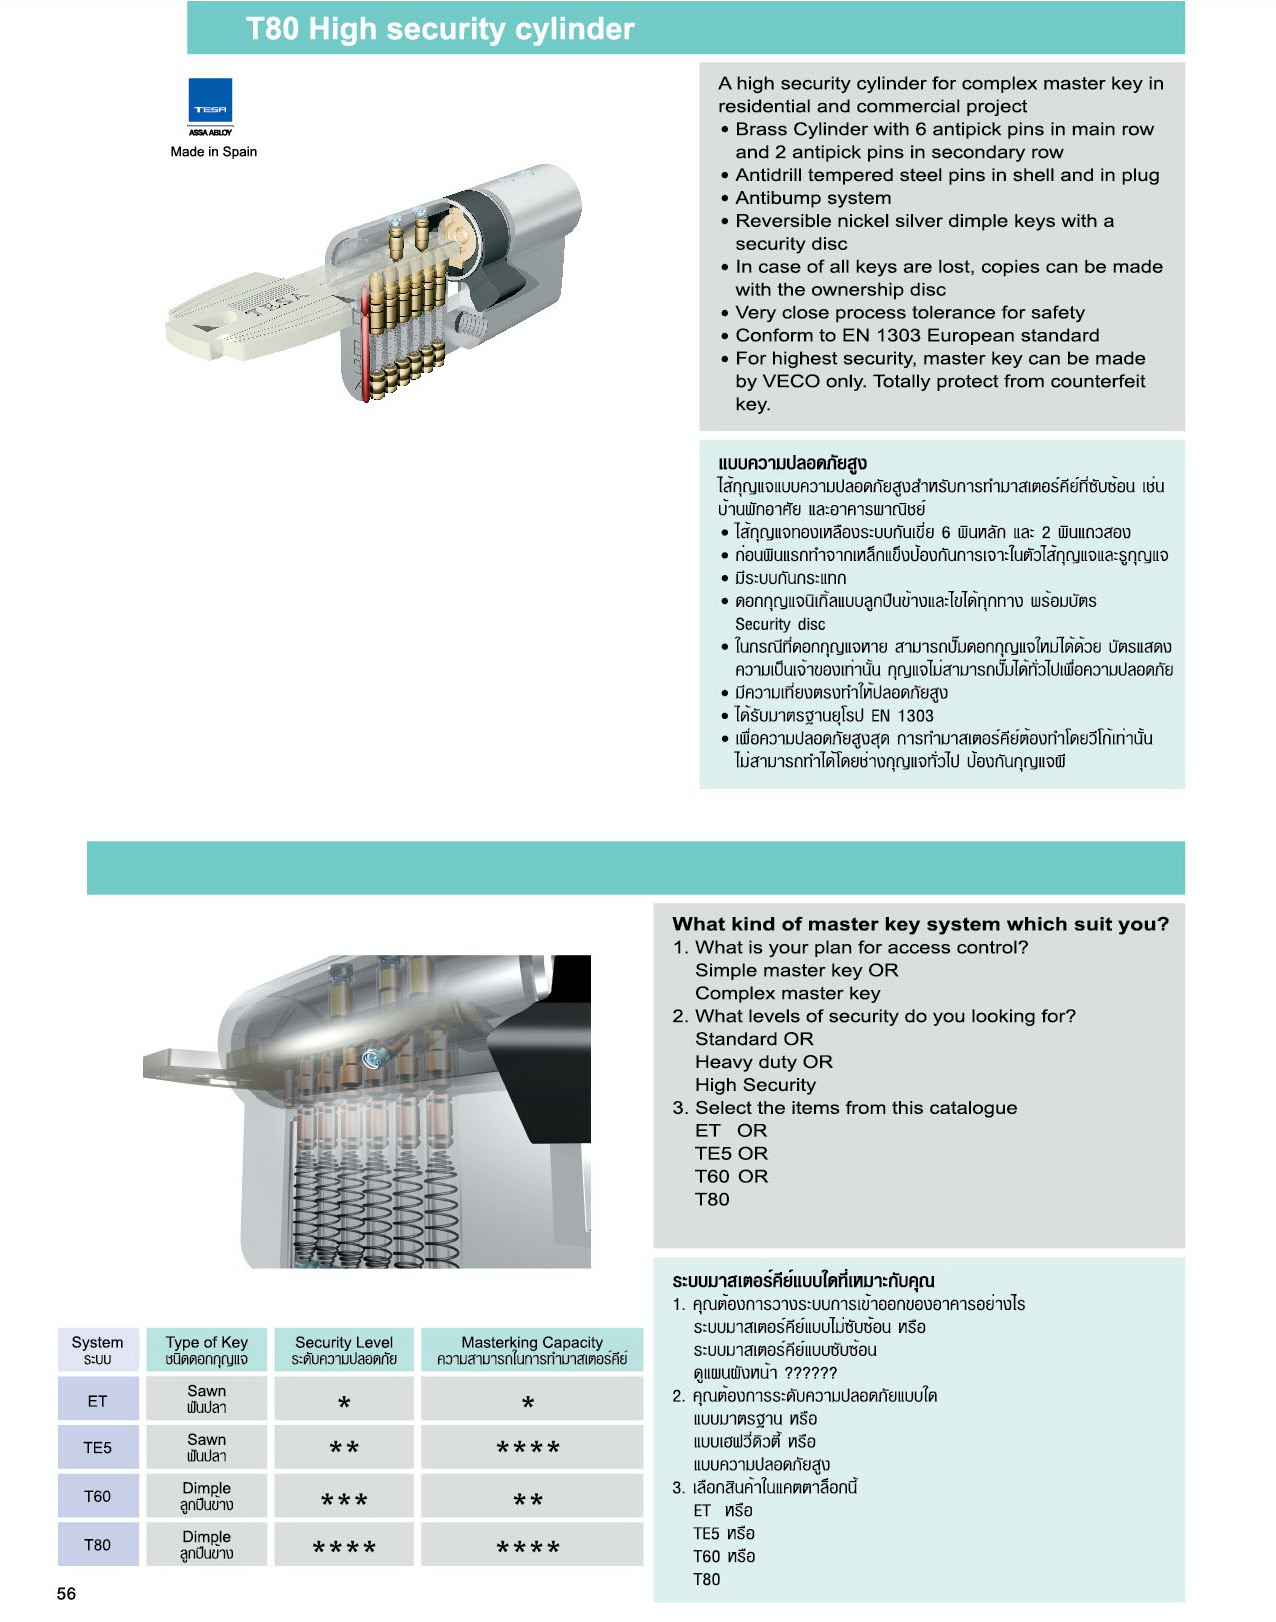 T80 High security cylinder
TESA
ASSA ABLOY
Made in Spain
TESA
A high security cylinder for complex master key in
residential and commercial project
• Brass Cylinder with 6 antipick pins in main row
and 2 antipick pins in secondary row
• Antidrill tempered steel pins in shell and in plug
• Antibump system
• Reversible nickel silver dimple keys with a
security disc
• In case of all keys are lost, copies can be made
with the ownership disc
• Very close process tolerance for safety
• Conform to EN 1303 European standard
• For highest security, master key can be made
by VECO only. Totally protect from counterfeit
key.
แบบความปลอดภัยสูง
ไส้กุญแจแบบความปลอดภัยสูงสำหรับการทำมาสเตอร์คีย์ที่ซับซ้อน เช่น
บ้านพักอาศัย และอาคารพาณิชย์
• ไส้กุญแจทองเหลืองระบบกันเขี่ย 6 พินหลัก และ 2 พินแถวสอง
• ท่อนพินแรกทำจากเหล็กแข็งป้องกันการเจาะในตัวไส้กุญแจและรูกุญแจ
• มีระบบกันกระแทก
• ดอกกุญแจนิเกิ้ลแบบลูกปืนข้างและไขได้ทุกทาง พร้อมบัตร
Security disc
• ในกรณีที่ดอกกุญแจหาย สามารถปั๊มดอกกุญแจใหม่ได้ด้วย บัตรแสดง
ความเป็นเจ้าของเท่านั้น กุญแจไม่สามารถปั๊มได้ทั่วไปเพื่อความปลอดภัย
• มีความเที่ยงตรงทำให้ปลอดภัยสูง
• ได้รับมาตรฐานยุโรป EN 1303
• เพื่อความปลอดภัยสูงสุด การทำมาสเตอร์คีย์ต้องทำโดยวีโก้เท่านั้น
ไม่สามารถทำได้โดยช่างกุญแจทั่วไป ป้องกันกุญแจผี
What kind of master key system which suit you?
1. What is your plan for access control?
Simple master key OR
Complex master key
2. What levels of security do you looking for?
Standard OR
Heavy duty OR
High Security
3. Select the items from this catalogue
ET OR
TE5 OR
T60 OR
T80
ระบบมาสเตอร์คีย์แบบใดที่เหมาะกับคุณ
1. คุณต้องการวางระบบการเข้าออกของอาคารอย่างไร
ระบบมาสเตอร์คีย์แบบไม่ซับซ้อน หรือ
ระบบมาสเตอร์คีย์แบบซับซ้อน
ดูแผนผังหน้า ??????
2. คุณต้องการระดับความปลอดภัยแบบใด
แบบมาตรฐาน หรือ
แบบเฮฟวี่ดิวตี้ หรือ
แบบความปลอดภัยสูง
3. เลือกสินค้าในแคตตาล็อกนี้
ET หรือ
TE5 หรือ
T60 หรือ
T80
System Type of Key Security Level Masterking Capacity
ระบบ ชนิดดอกกุญแจ ระดับความปลอดภัย ความสามารถในการทำมาสเตอร์คีย์
ET Sawn ฟันปลา * *
TE5 Sawn ฟันปลา ** ****
T60 Dimple ลูกปืนข้าง *** **
T80 Dimple ลูกปืนข้าง **** ****
56